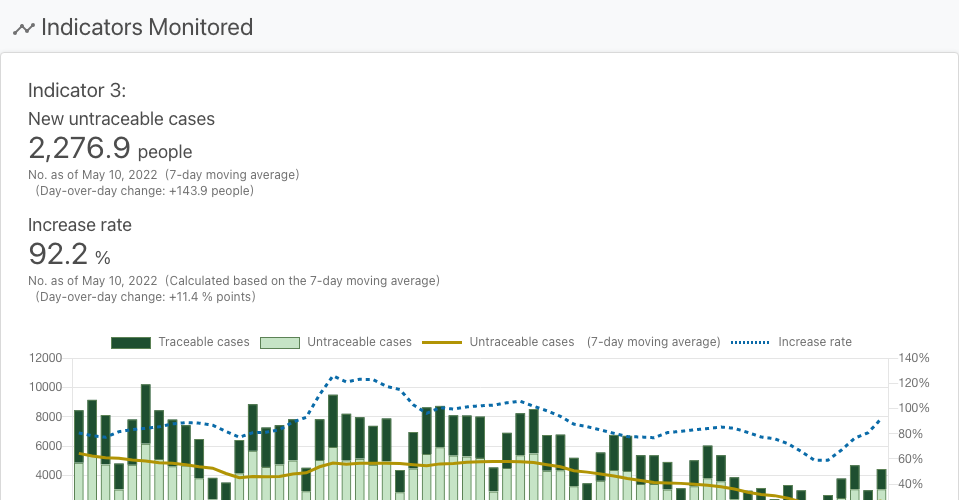 Indicators Monitored
Indicator 3:
New untraceable cases
2,276.9 people
No. as of May 10, 2022 (7-day moving average)
(Day-over-day change: +143.9 people)
Increase rate
92.2 %
No. as of May 10, 2022 (Calculated based on the 7-day moving average)
(Day-over-day change: +11.4 % points)
Traceable cases Untraceable cases Untraceable cases (7-day moving average) Increase rate
12000 140%
10000 120%
8000 100%
6000 80%
4000 60%
40%